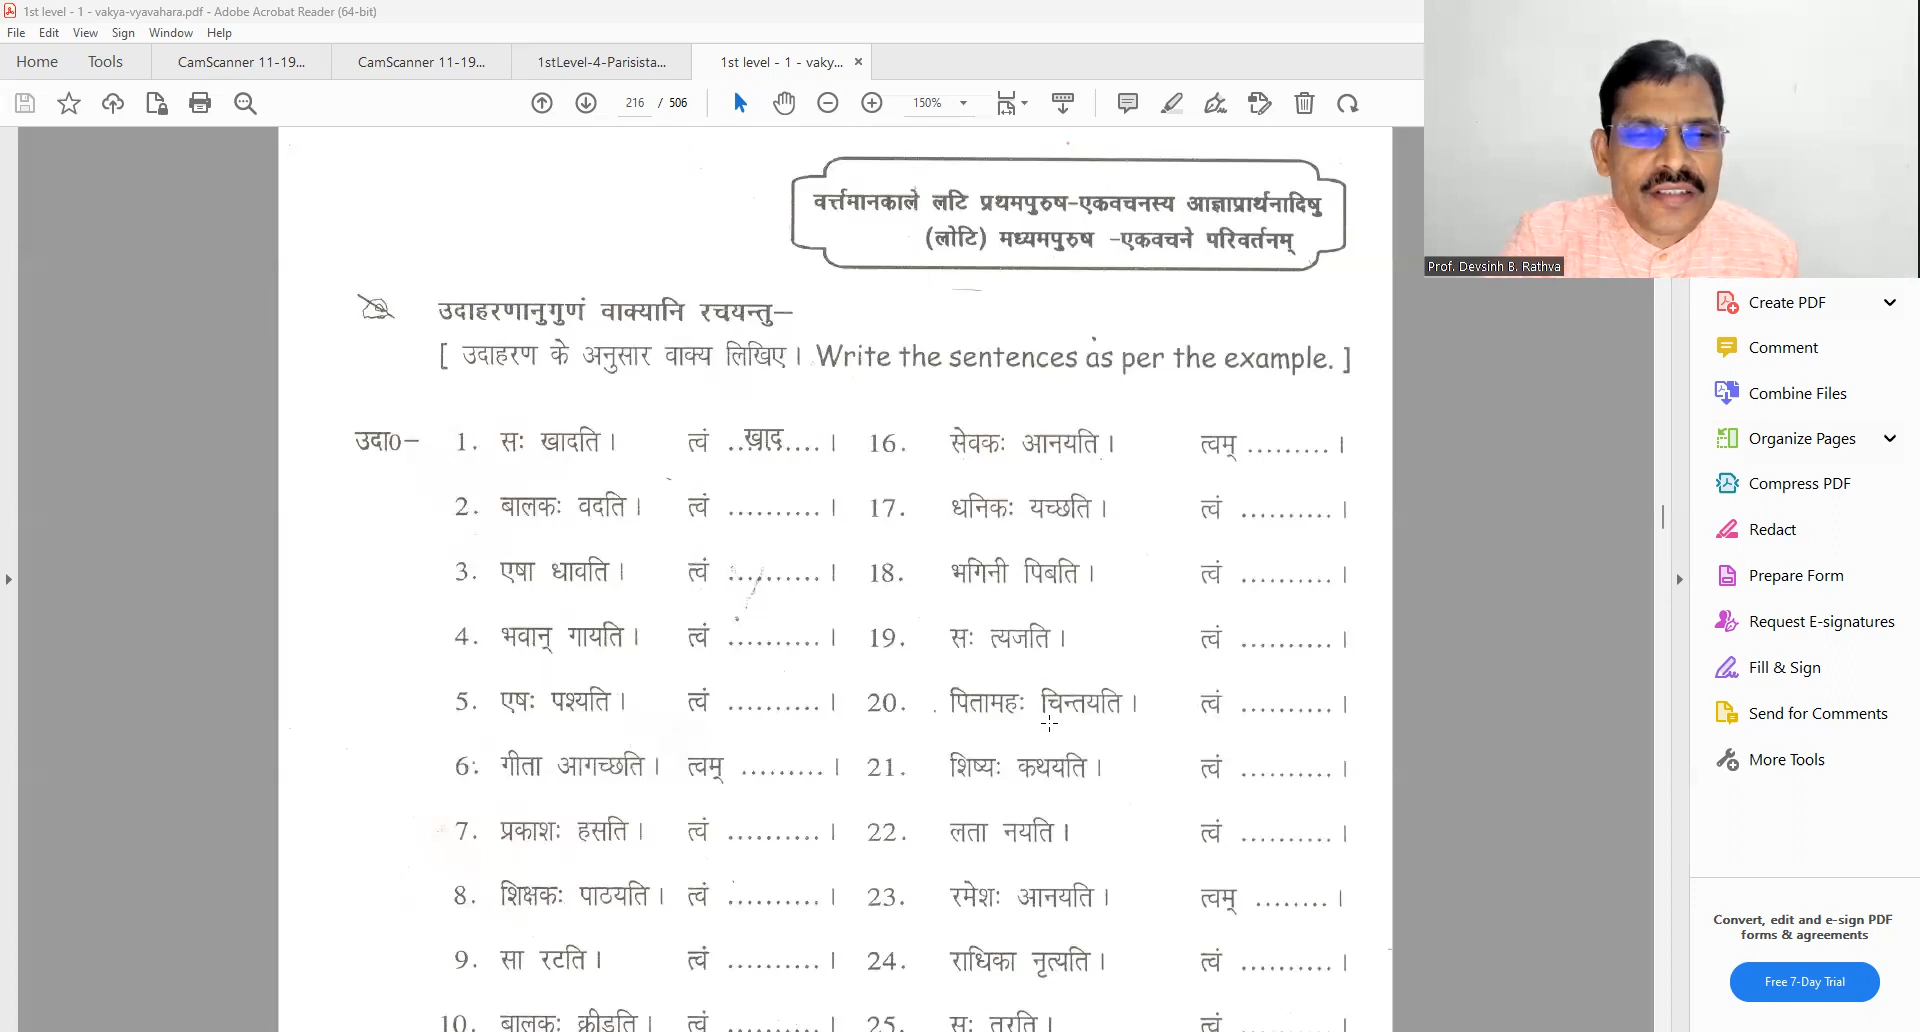 1st level - 1 - vakya-vyavahara.pdf - Adobe Acrobat Reader (64-bit)
File Edit View Sign Window Help
Home Tools CamScanner 11-19... CamScanner 11-19... 1stLevel-4-Parisista... 1st level - 1 - vaky... ×
216 / 506 150%
वर्त्तमानकाले लटि प्रथमपुरुष-एकवचनस्य आज्ञाप्रार्थनादिषु
(लोटि) मध्यमपुरुष -एकवचने परिवर्तनम्
उदाहरणानुगुणं वाक्यानि रचयन्तु—
[ उदाहरण के अनुसार वाक्य लिखिए। Write the sentences as per the example. ]
उदा0— 1. सः खादति। त्वं ..खाद....। 16. सेवकः आनयति। त्वम् .........।
2. बालकः वदति। त्वं ..........। 17. धनिकः यच्छति। त्वं ..........।
3. एषा धावति। त्वं ..........। 18. भगिनी पिबति। त्वं ..........।
4. भवान् गायति। त्वं ..........। 19. सः त्यजति। त्वं ..........।
5. एषः पश्यति। त्वं ..........। 20. पितामहः चिन्तयति। त्वं ..........।
6. गीता आगच्छति। त्वम् .........। 21. शिष्यः कथयति। त्वं ..........।
7. प्रकाशः हसति। त्वं ..........। 22. लता नयति। त्वं ..........।
8. शिक्षकः पाठयति। त्वं ..........। 23. रमेशः आनयति। त्वम् ........।
9. सा रटति। त्वं ..........। 24. राधिका नृत्यति। त्वं ..........।
10. बालकः क्रीडति। त्वं ..........। 25. सः तरति। त्वं ..........।
Prof. Devsinh B. Rathva
Create PDF
Comment
Combine Files
Organize Pages
Compress PDF
Redact
Prepare Form
Request E-signatures
Fill & Sign
Send for Comments
More Tools
Convert, edit and e-sign PDF
forms & agreements
Free 7-Day Trial